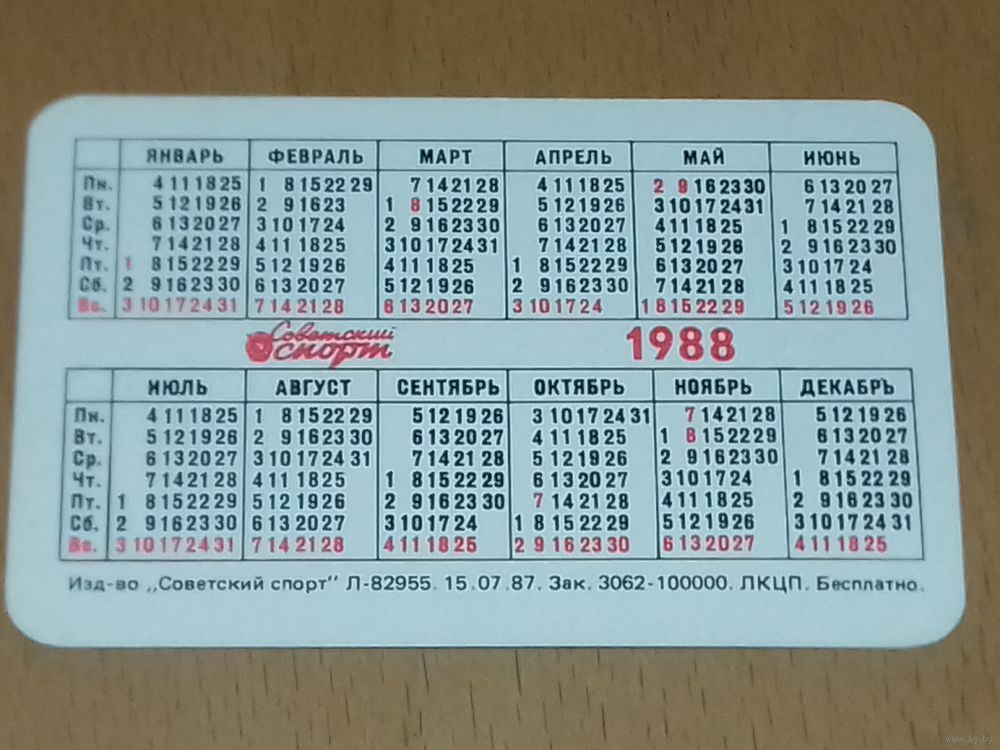 ЯНВАРЬ ФЕВРАЛЬ МАРТ АПРЕЛЬ МАЙ ИЮНЬ
Пн. 4 11 18 25 1 8 15 22 29 7 14 21 28 4 11 18 25 2 9 16 23 30 6 13 20 27
Вт. 5 12 19 26 2 9 16 23 1 8 15 22 29 5 12 19 26 3 10 17 24 31 7 14 21 28
Ср. 6 13 20 27 3 10 17 24 2 9 16 23 30 6 13 20 27 4 11 18 25 1 8 15 22 29
Чт. 7 14 21 28 4 11 18 25 3 10 17 24 31 7 14 21 28 5 12 19 26 2 9 16 23 30
Пт. 1 8 15 22 29 5 12 19 26 4 11 18 25 1 8 15 22 29 6 13 20 27 3 10 17 24
Сб. 2 9 16 23 30 6 13 20 27 5 12 19 26 2 9 16 23 30 7 14 21 28 4 11 18 25
Вс. 3 10 17 24 31 7 14 21 28 6 13 20 27 3 10 17 24 1 8 15 22 29 5 12 19 26
Советский спорт 1988
ИЮЛЬ АВГУСТ СЕНТЯБРЬ ОКТЯБРЬ НОЯБРЬ ДЕКАБРЬ
Пн. 4 11 18 25 1 8 15 22 29 5 12 19 26 3 10 17 24 31 7 14 21 28 5 12 19 26
Вт. 5 12 19 26 2 9 16 23 30 6 13 20 27 4 11 18 25 1 8 15 22 29 6 13 20 27
Ср. 6 13 20 27 3 10 17 24 31 7 14 21 28 5 12 19 26 2 9 16 23 30 7 14 21 28
Чт. 7 14 21 28 4 11 18 25 1 8 15 22 29 6 13 20 27 3 10 17 24 1 8 15 22 29
Пт. 1 8 15 22 29 5 12 19 26 2 9 16 23 30 7 14 21 28 4 11 18 25 2 9 16 23 30
Сб. 2 9 16 23 30 6 13 20 27 3 10 17 24 1 8 15 22 29 5 12 19 26 3 10 17 24 31
Вс. 3 10 17 24 31 7 14 21 28 4 11 18 25 2 9 16 23 30 6 13 20 27 4 11 18 25
Изд-во „Советский спорт" Л-82955. 15.07.87. Зак. 3062-100000. ЛКЦП. Бесплатно.
www.ay.by